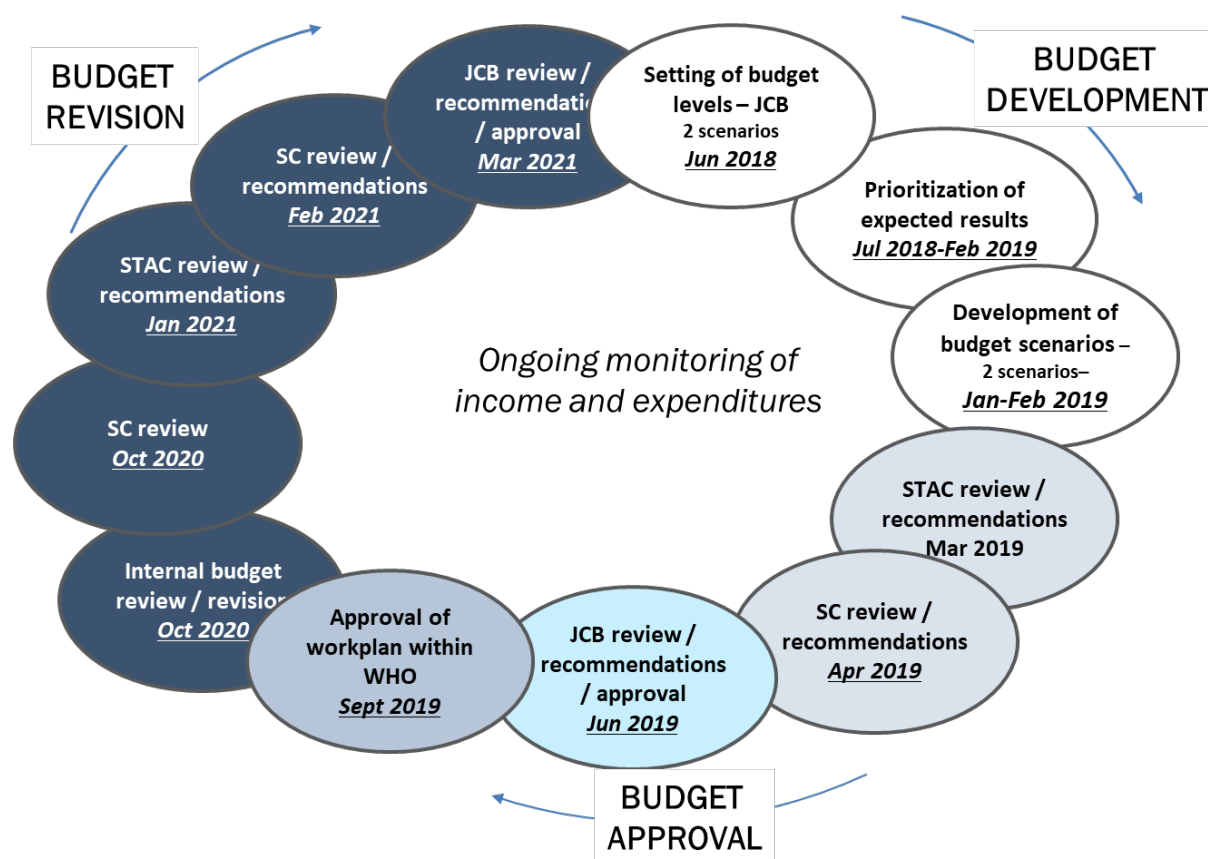 BUDGET
REVISION
BUDGET
DEVELOPMENT
Setting of budget
levels – JCB
2 scenarios
Jun 2018
Prioritization of
expected results
Jul 2018-Feb 2019
Development of
budget scenarios –
2 scenarios–
Jan-Feb 2019
STAC review /
recommendations
Mar 2019
SC review /
recommendations
Apr 2019
JCB review /
recommendations
/ approval
Jun 2019
Approval of
workplan within
WHO
Sept 2019
Internal budget
review / revision
Oct 2020
SC review
Oct 2020
STAC review /
recommendations
Jan 2021
SC review /
recommendations
Feb 2021
JCB review /
recommendatio
/ approval
Mar 2021
Ongoing monitoring of
income and expenditures
BUDGET
APPROVAL